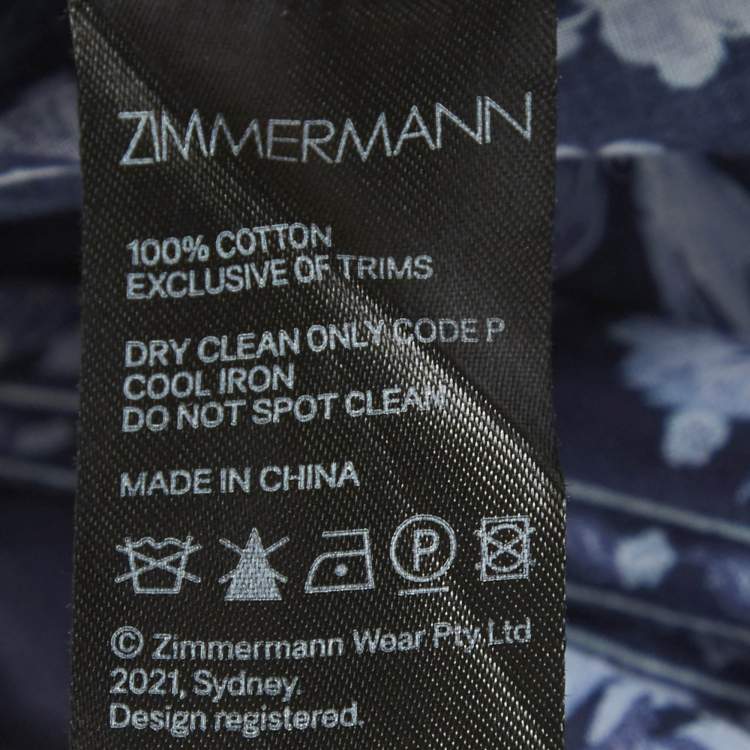 ZIMMERMANN
100% COTTON
EXCLUSIVE OF TRIMS
DRY CLEAN ONLY CODE P
COOL IRON
DO NOT SPOT CLEAN
MADE IN CHINA
P
© Zimmermann Wear Pty Ltd
2021, Sydney.
Design registered.